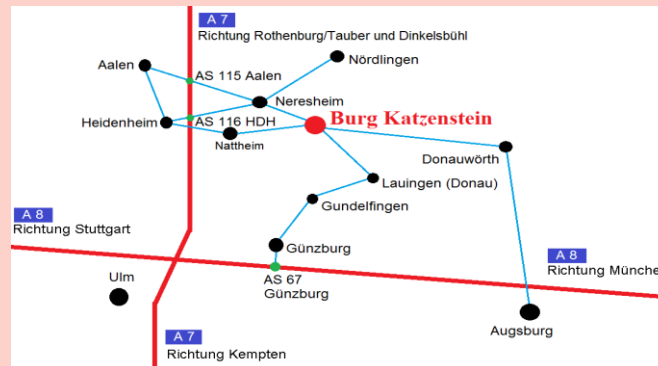 A 7
Richtung Rothenburg/Tauber und Dinkelsbühl
Aalen
AS 115 Aalen
Nördlingen
Neresheim
Heidenheim
AS 116 HDH
Burg Katzenstein
Nattheim
Donauwörth
Lauingen (Donau)
Gundelfingen
A 8
Richtung Stuttgart
Günzburg
A 8
Richtung Münche
Ulm
AS 67
Günzburg
Augsburg
A 7
Richtung Kempten